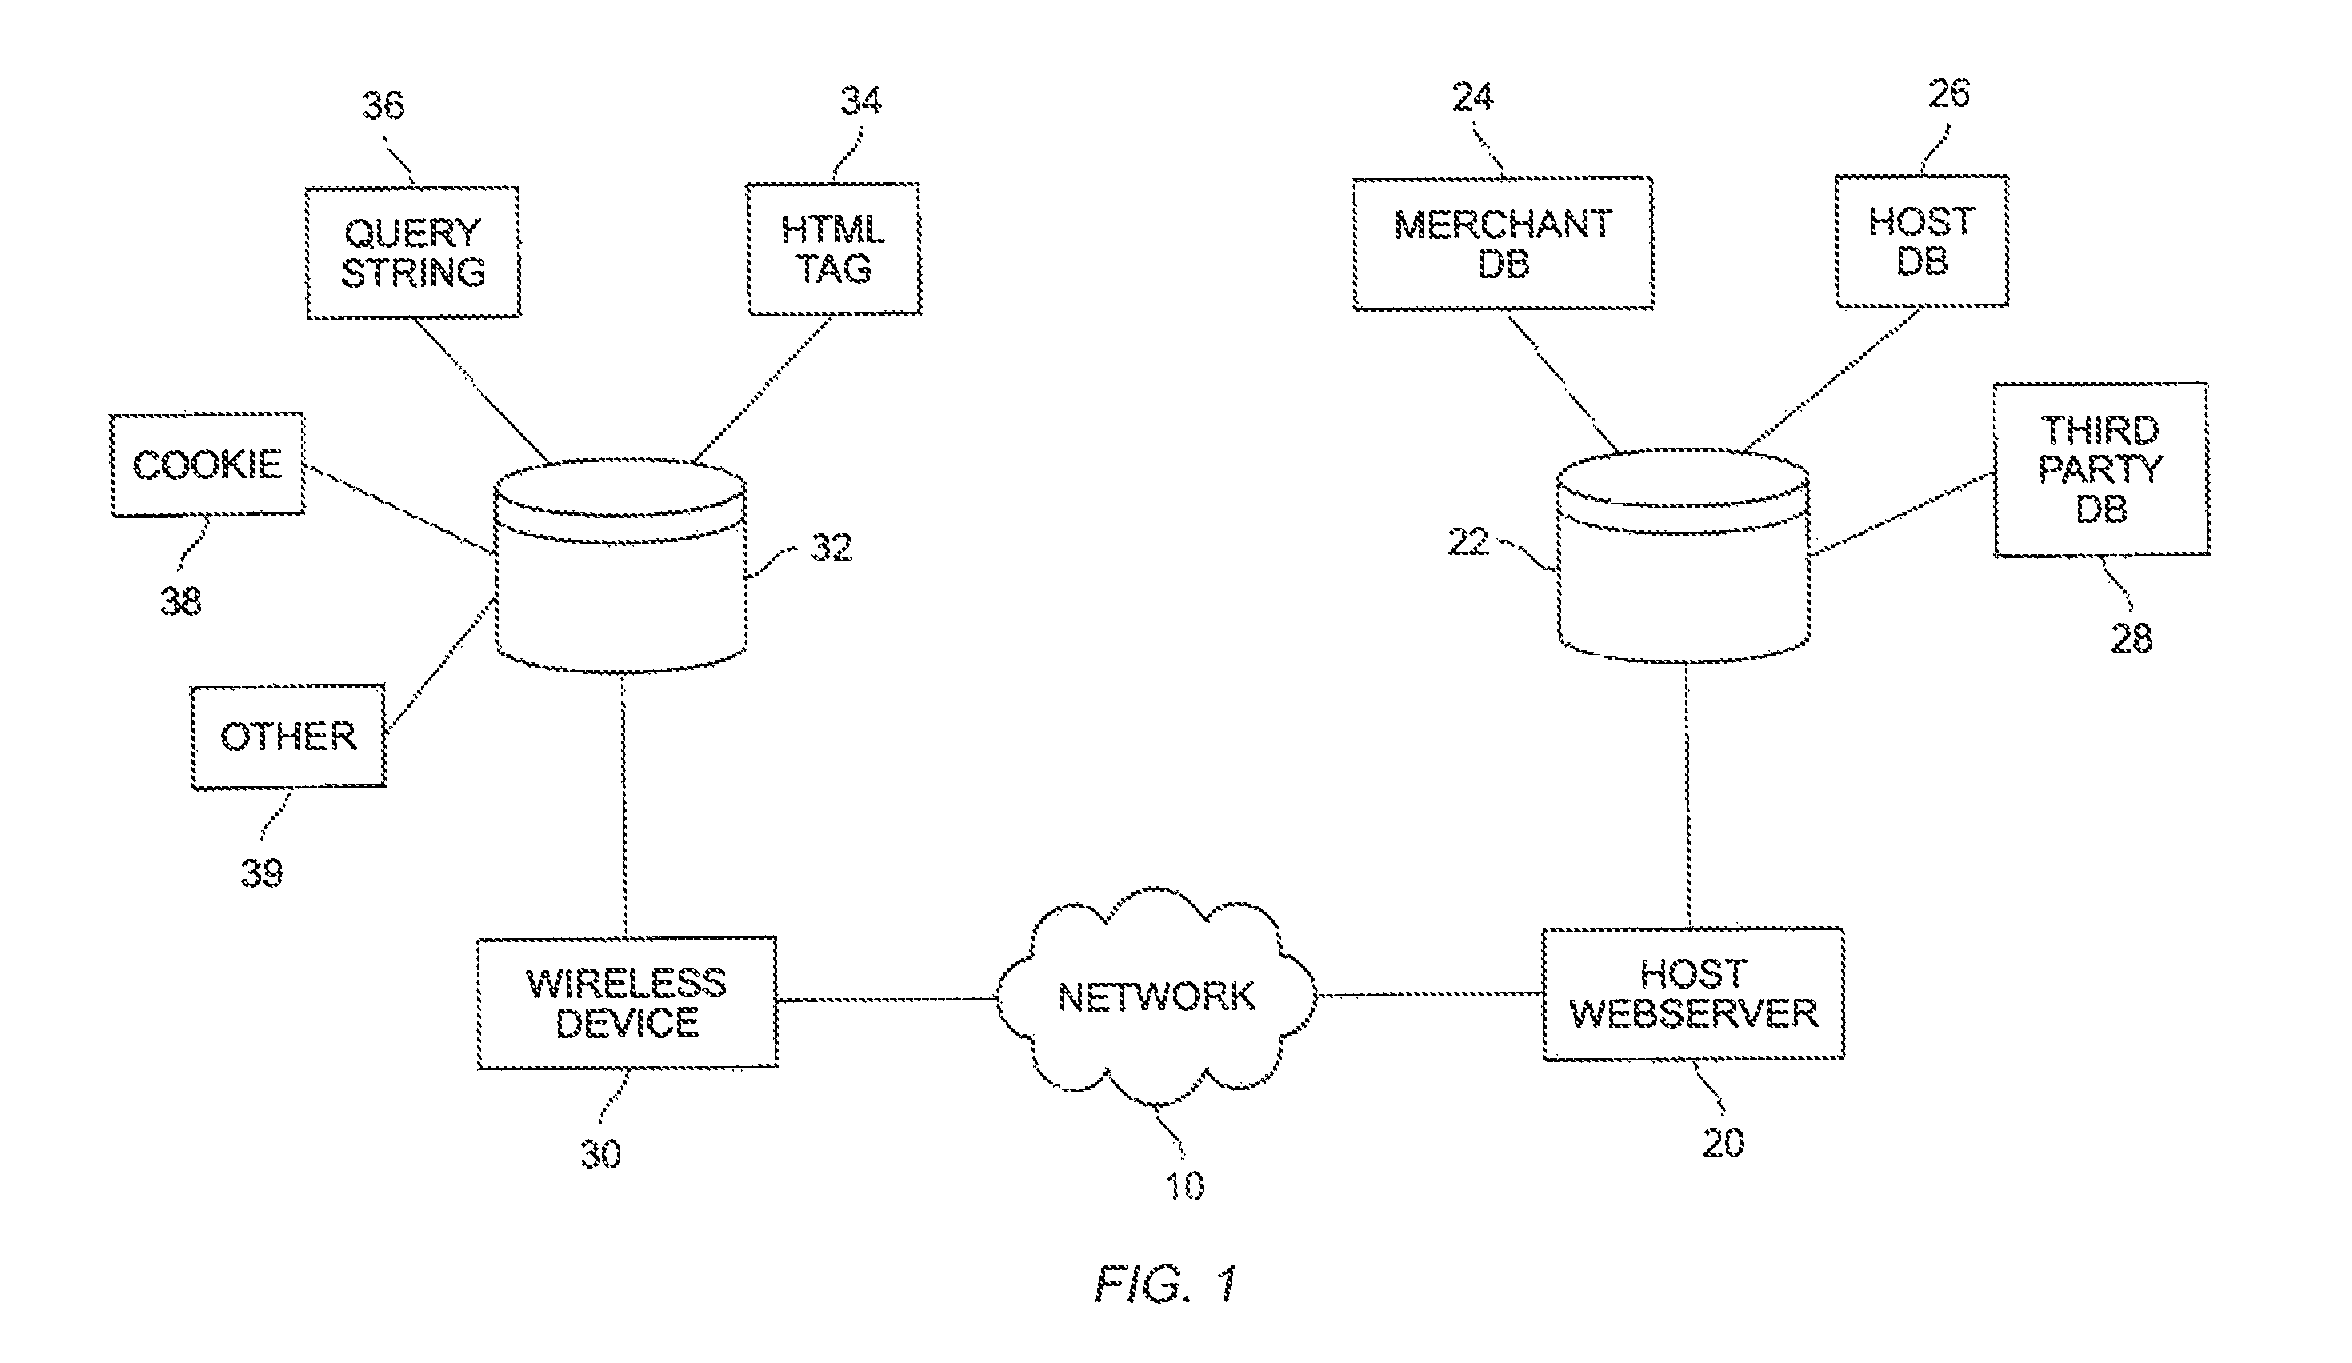 36
34
24
26
QUERY
STRING
HTML
TAG
MERCHANT
DB
HOST
DB
COOKIE
THIRD
PARTY
DB
32
22
38
28
OTHER
39
WIRELESS
DEVICE
NETWORK
HOST
WEBSERVER
30
10
20
FIG. 1